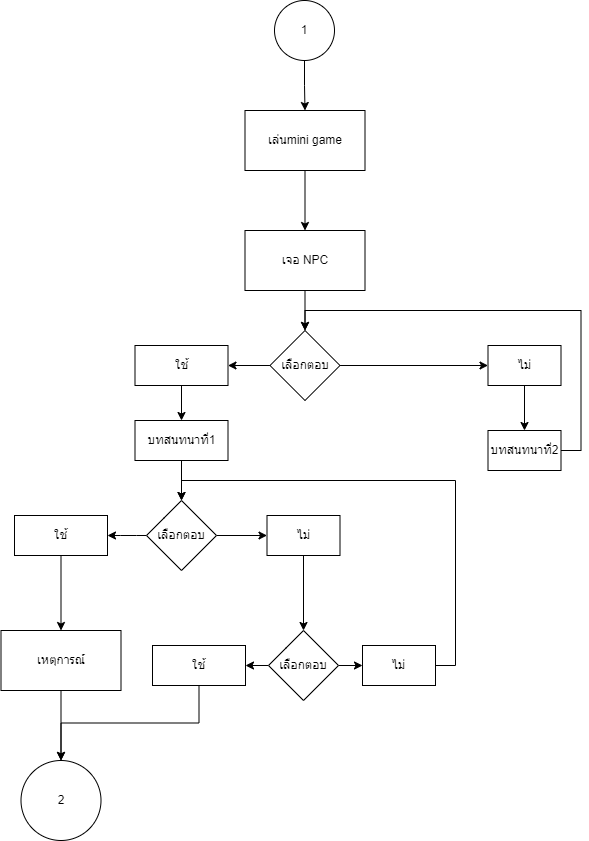 1
เล่นmini game
เจอ NPC
ใช้
เลือกตอบ
ไม่
บทสนทนาที่1
บทสนทนาที่2
ใช้
เลือกตอบ
ไม่
เหตุการณ์
ใช้
เลือกตอบ
ไม่
2